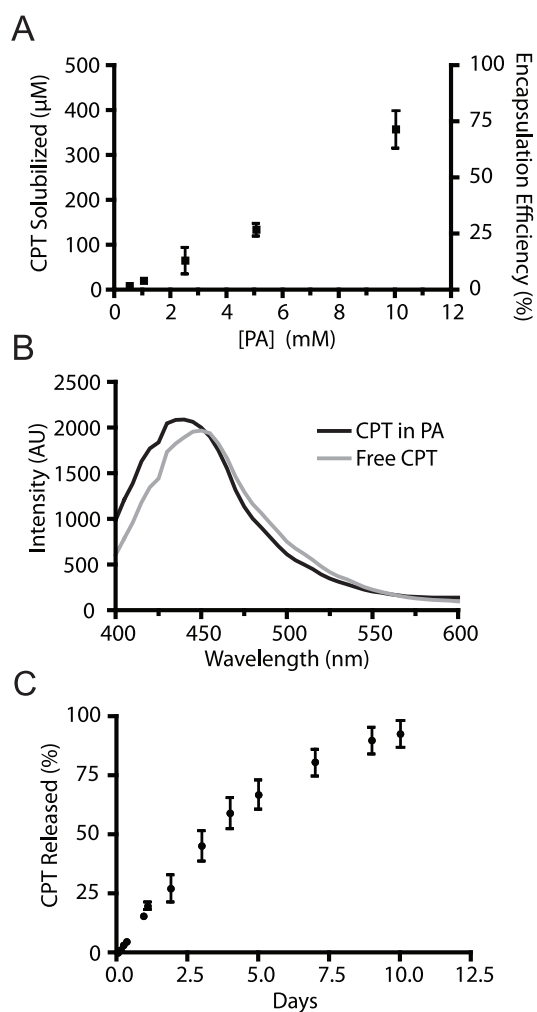 A
500
400
300
200
100
0
CPT Solubilized (µM)
100
75
50
25
0
Encapsulation Efficiency (%)
0 2 4 6 8 10 12
[PA] (mM)
B
2500
2000
1500
1000
500
0
Intensity (AU)
CPT in PA
Free CPT
400 450 500 550 600
Wavelength (nm)
C
100
75
50
25
0
CPT Released (%)
0.0 2.5 5.0 7.5 10.0 12.5
Days